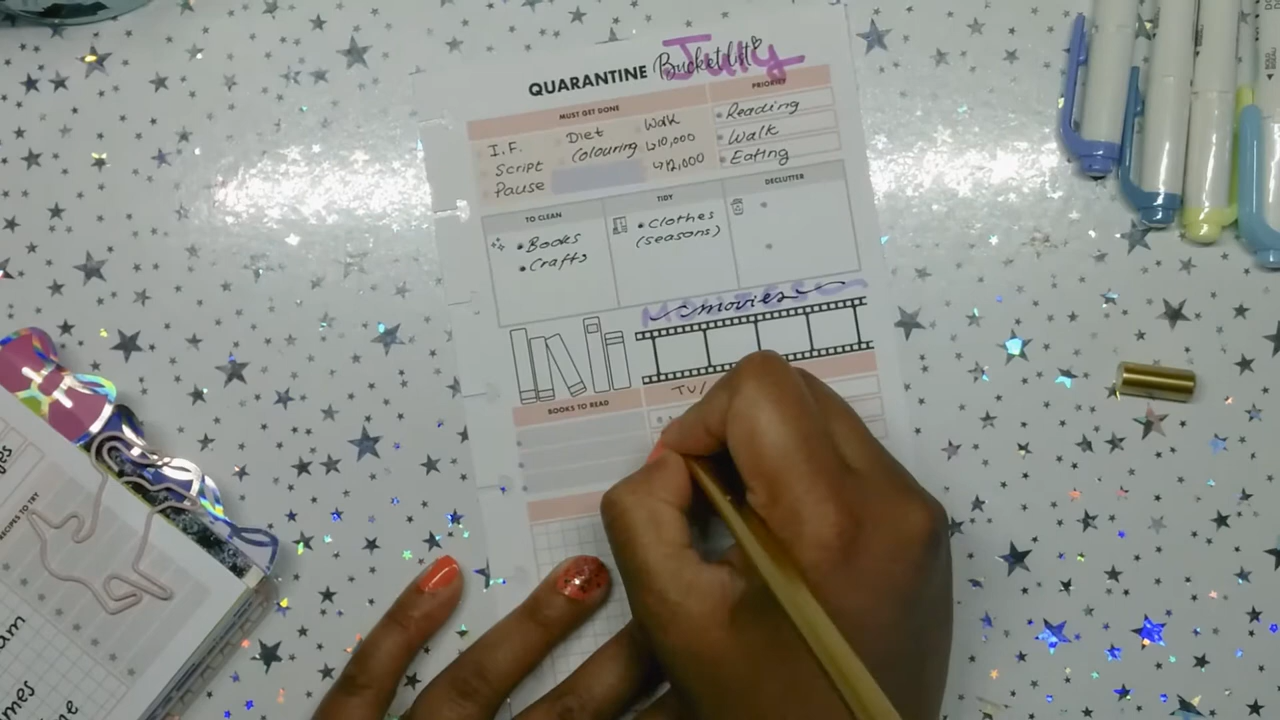 July
QUARANTINE Bucket list
MUST GET DONE
I.F.
Script
Pause
Diet
Colouring
Walk
↳10,000
↳12,000
PRIORITY
Reading
Walk
Eating
TO CLEAN
• Books
• Crafts
TIDY
• Clothes
(seasons)
DECLUTTER
movies
BOOKS TO READ
TV/
RECIPES TO TRY